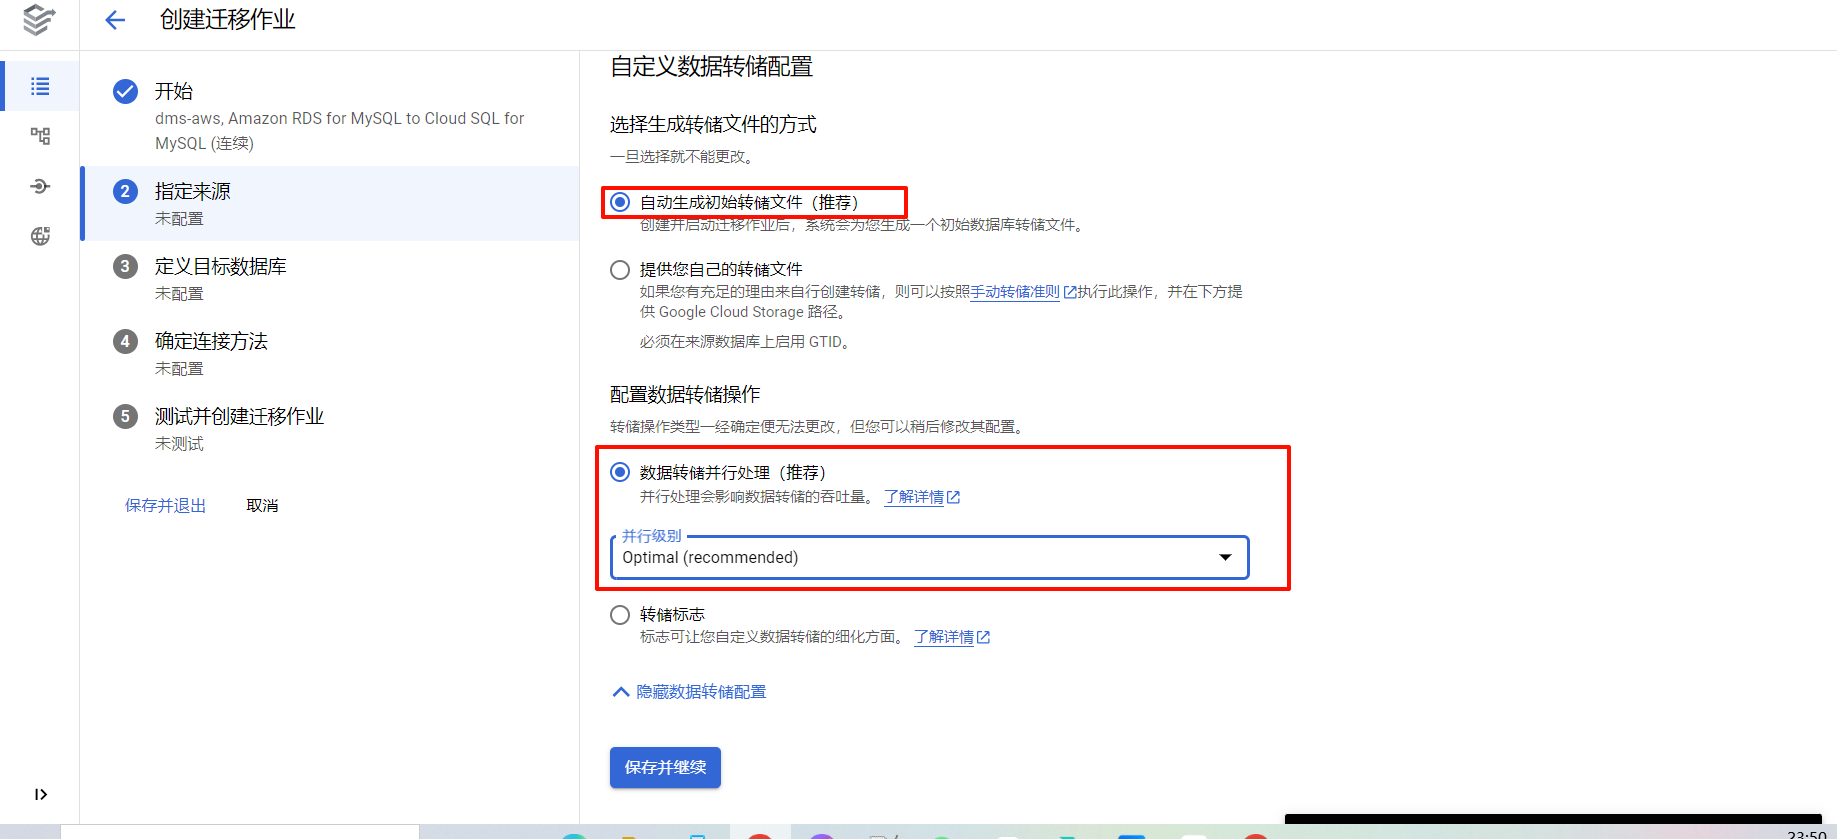 创建迁移作业
开始
dms-aws, Amazon RDS for MySQL to Cloud SQL for
MySQL (连续)
2
指定来源
未配置
3
定义目标数据库
未配置
4
确定连接方法
未配置
5
测试并创建迁移作业
未测试
保存并退出
取消
自定义数据转储配置
选择生成转储文件的方式
一旦选择就不能更改。
自动生成初始转储文件（推荐）
创建并启动迁移作业后，系统会为您生成一个初始数据库转储文件。
提供您自己的转储文件
如果您有充足的理由来自行创建转储，则可以按照手动转储准则执行此操作，并在下方提
供 Google Cloud Storage 路径。
必须在来源数据库上启用 GTID。
配置数据转储操作
转储操作类型一经确定便无法更改，但您可以稍后修改其配置。
数据转储并行处理（推荐）
并行处理会影响数据转储的吞吐量。 了解详情
并行级别
Optimal (recommended)
转储标志
标志可让您自定义数据转储的细化方面。 了解详情
隐藏数据转储配置
保存并继续
23:50